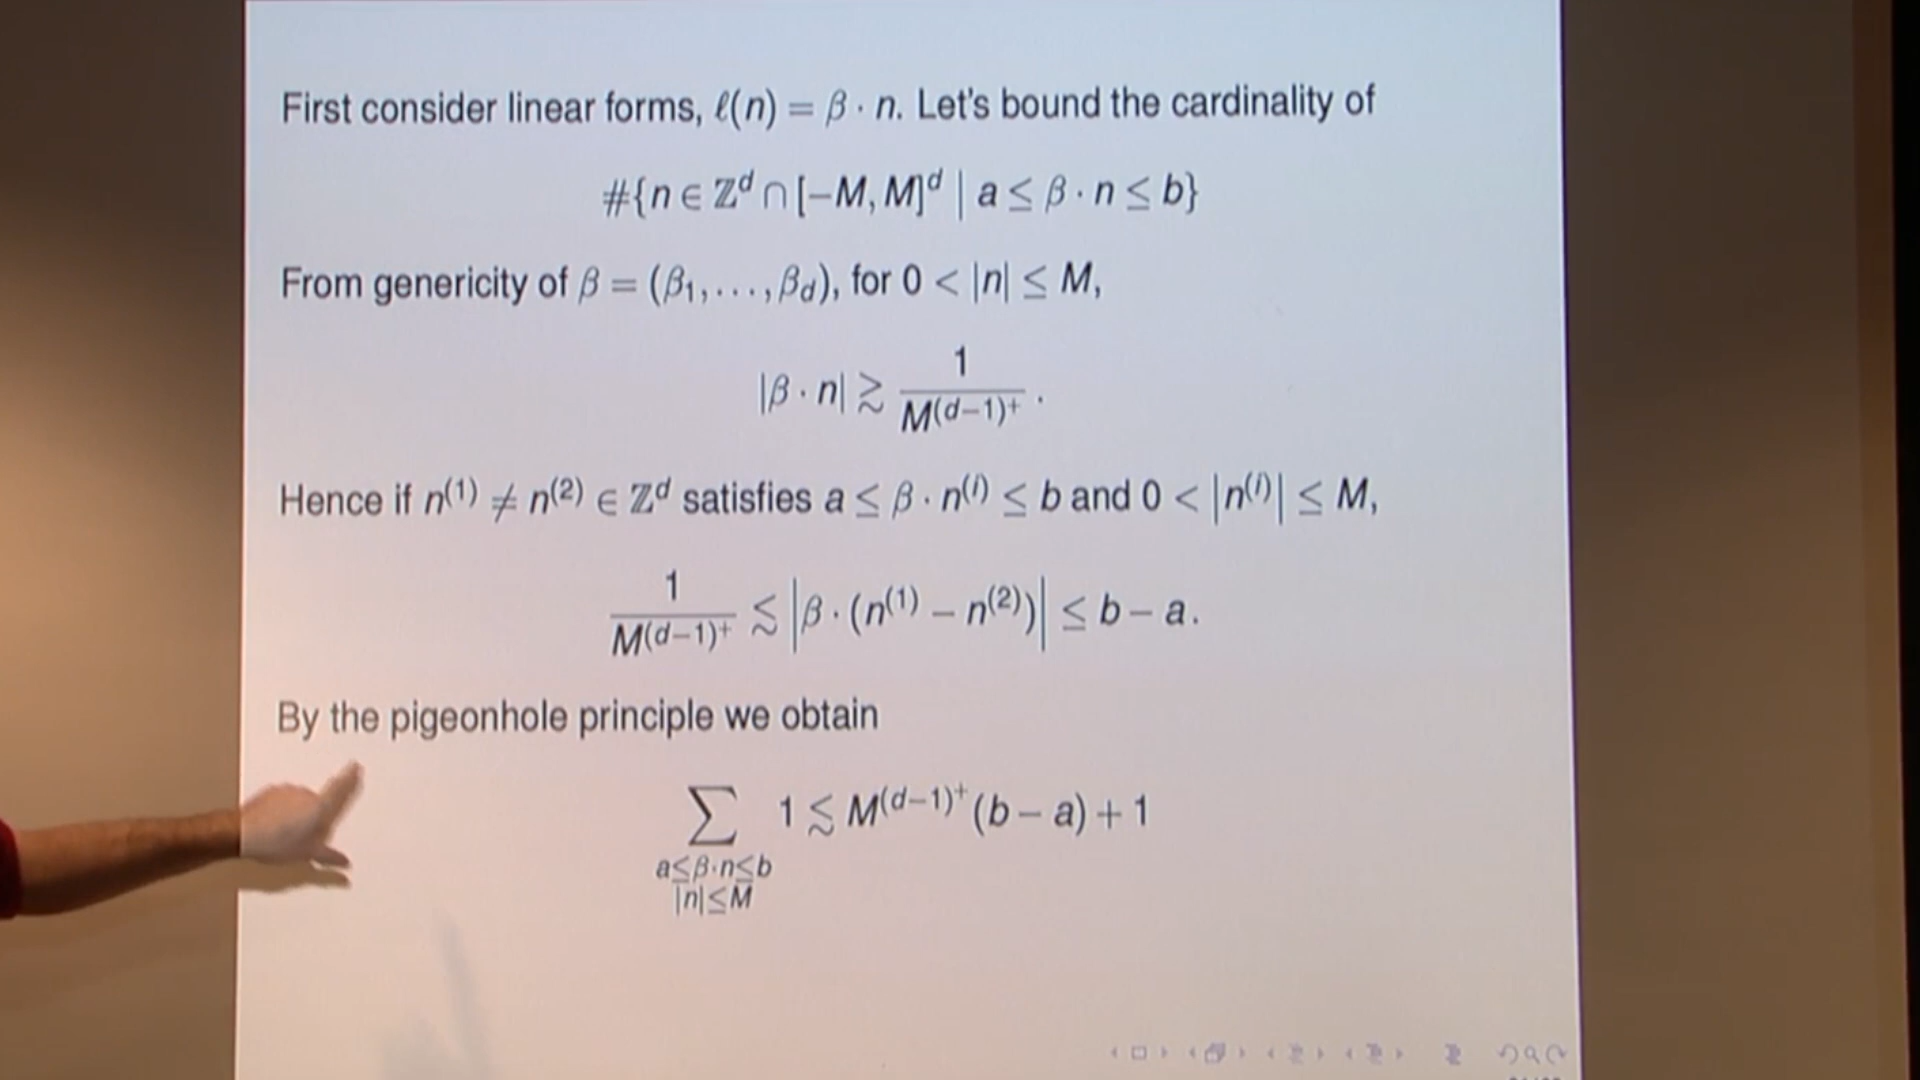 First consider linear forms, ℓ(n) = β · n. Let's bound the cardinality of
#{n ∈ ℤ^d ∩ [−M, M]^d | a ≤ β · n ≤ b}
From genericity of β = (β₁, . . . , β_d), for 0 < |n| ≤ M,
|β · n| ≳ 1 / M^{(d−1)+} .
Hence if n^{(1)} ≠ n^{(2)} ∈ ℤ^d satisfies a ≤ β · n^{(i)} ≤ b and 0 < |n^{(i)}| ≤ M,
1 / M^{(d−1)+} ≲ |β · (n^{(1)} − n^{(2)})| ≤ b − a .
By the pigeonhole principle we obtain
∑_{a≤β·n≤b, |n|≤M} 1 ≲ M^{(d−1)^+} (b − a) + 1